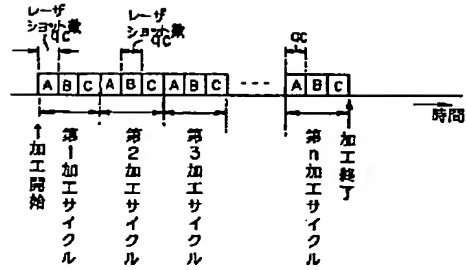 レーザ
ショット数
qc
レーザ
ショット数
qc
qc
A B C A B C A B C
A B C
時間
加工開始
第1加工サイクル
第2加工サイクル
第3加工サイクル
第n加工サイクル
加工終了